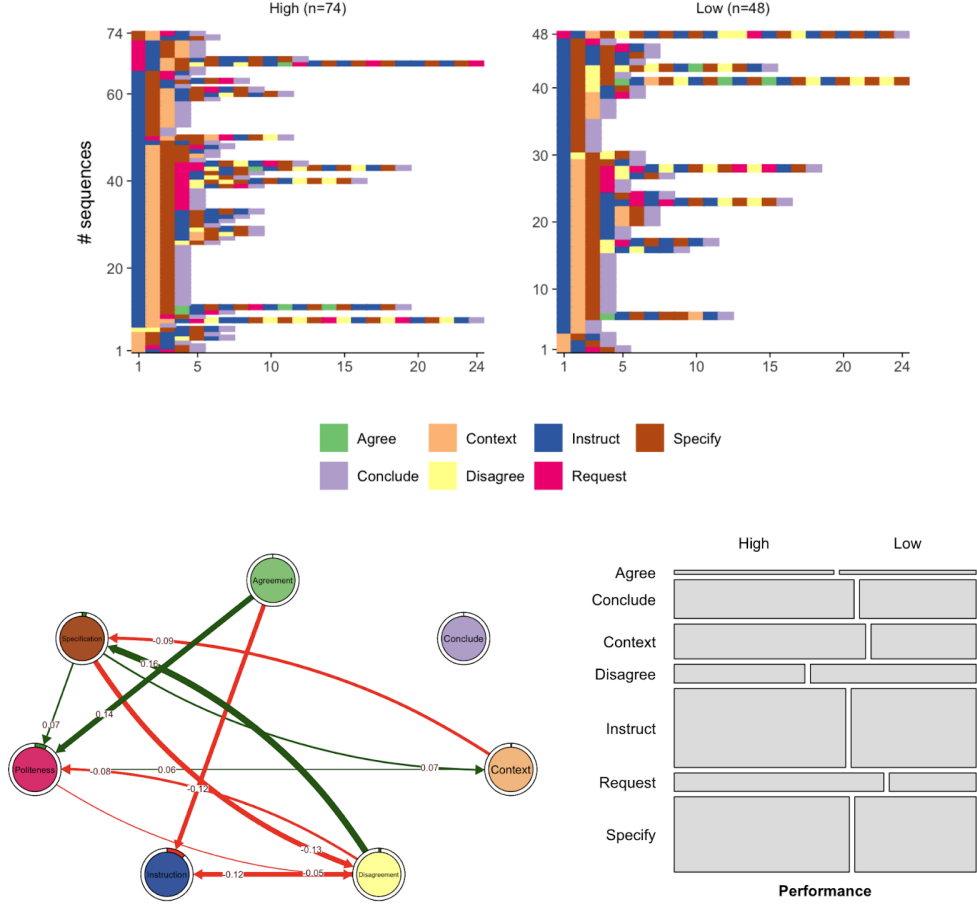 High (n=74)
Low (n=48)
# sequences
74
60
40
20
1
1
5
10
15
20
24
48
40
30
20
10
1
1
5
10
15
20
24
Agree
Context
Instruct
Specify
Conclude
Disagree
Request
Agreement
Specification
Conclude
Politeness
Context
Instruction
Disagreement
-0.09
0.16
0.14
0.07
-0.08
0.06
0.07
-0.12
-0.13
-0.12
-0.05
High
Low
Agree
Conclude
Context
Disagree
Instruct
Request
Specify
Performance